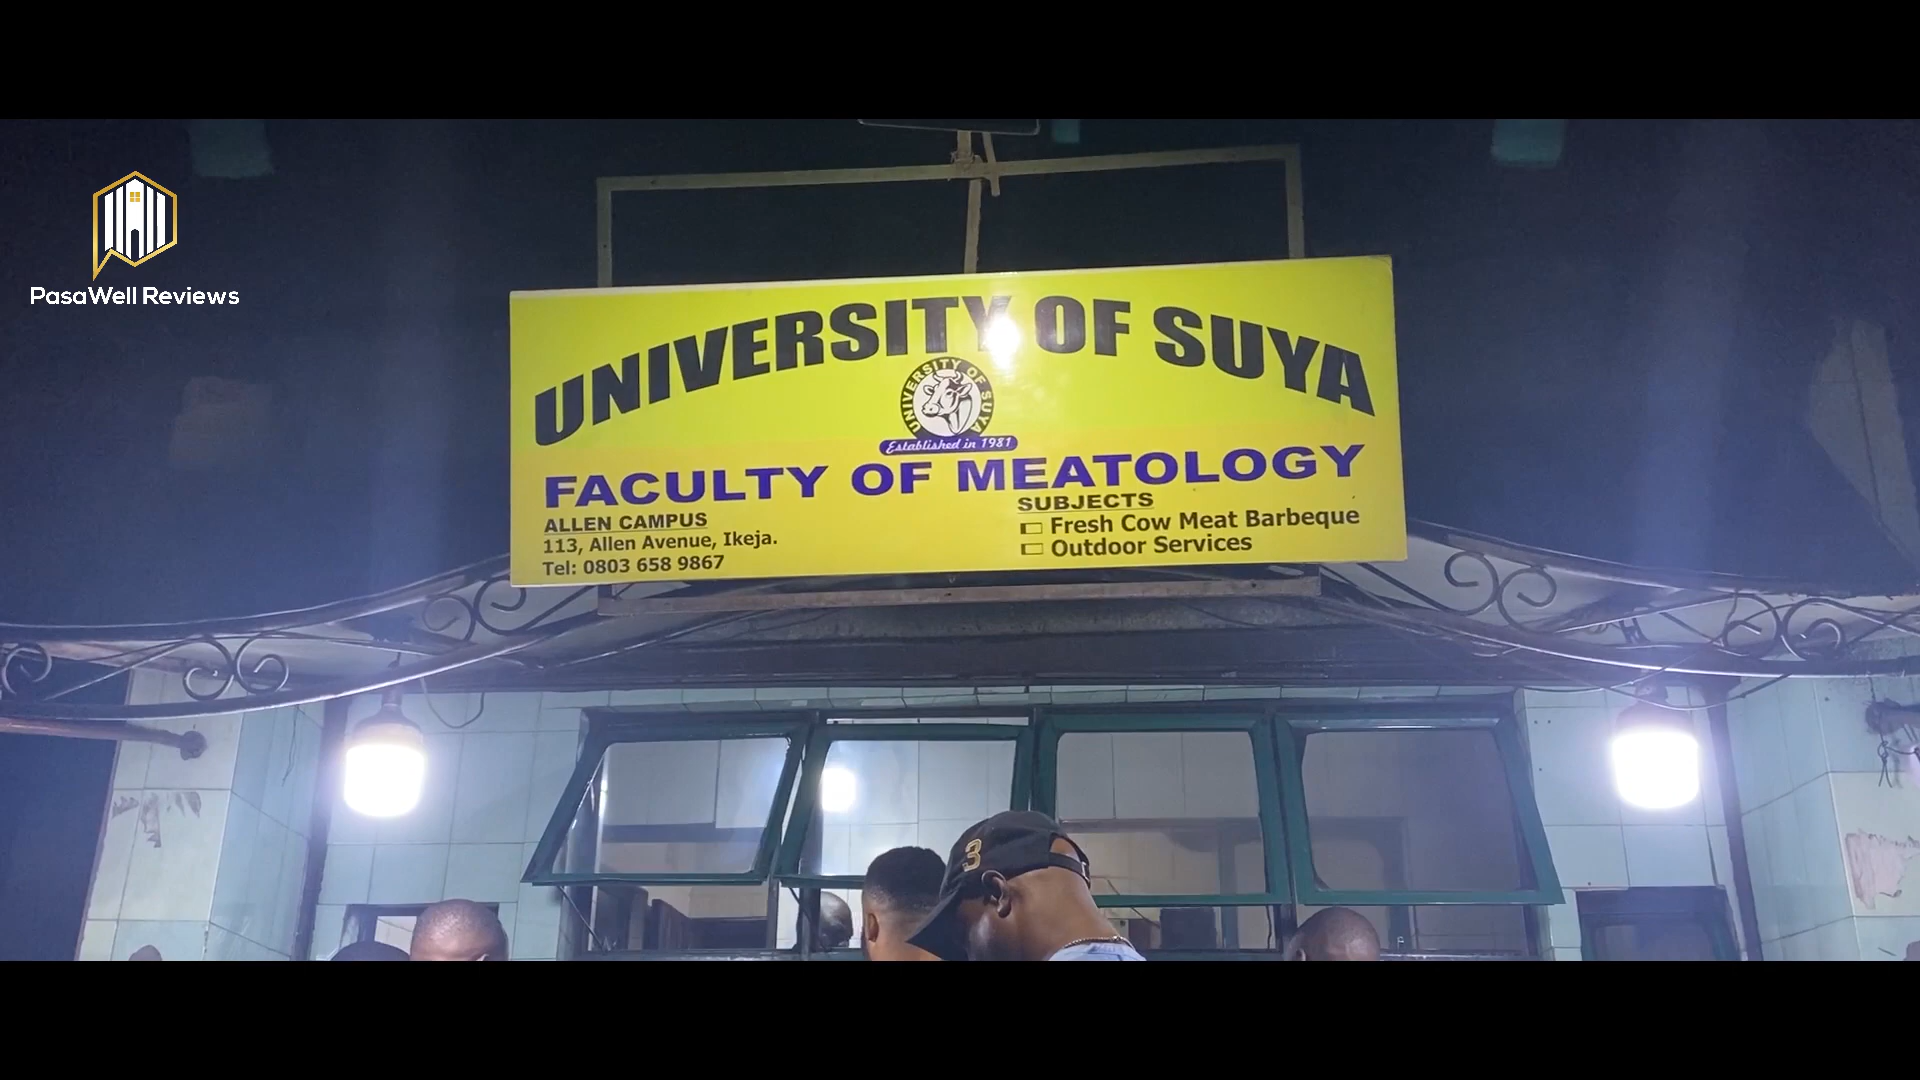 PasaWell Reviews
UNIVERSITY OF SUYA
UNIVERSITY OF SUYA
Established in 1981
FACULTY OF MEATOLOGY
ALLEN CAMPUS
113, Allen Avenue, Ikeja.
Tel: 0803 658 9867
SUBJECTS
Fresh Cow Meat Barbeque
Outdoor Services
3